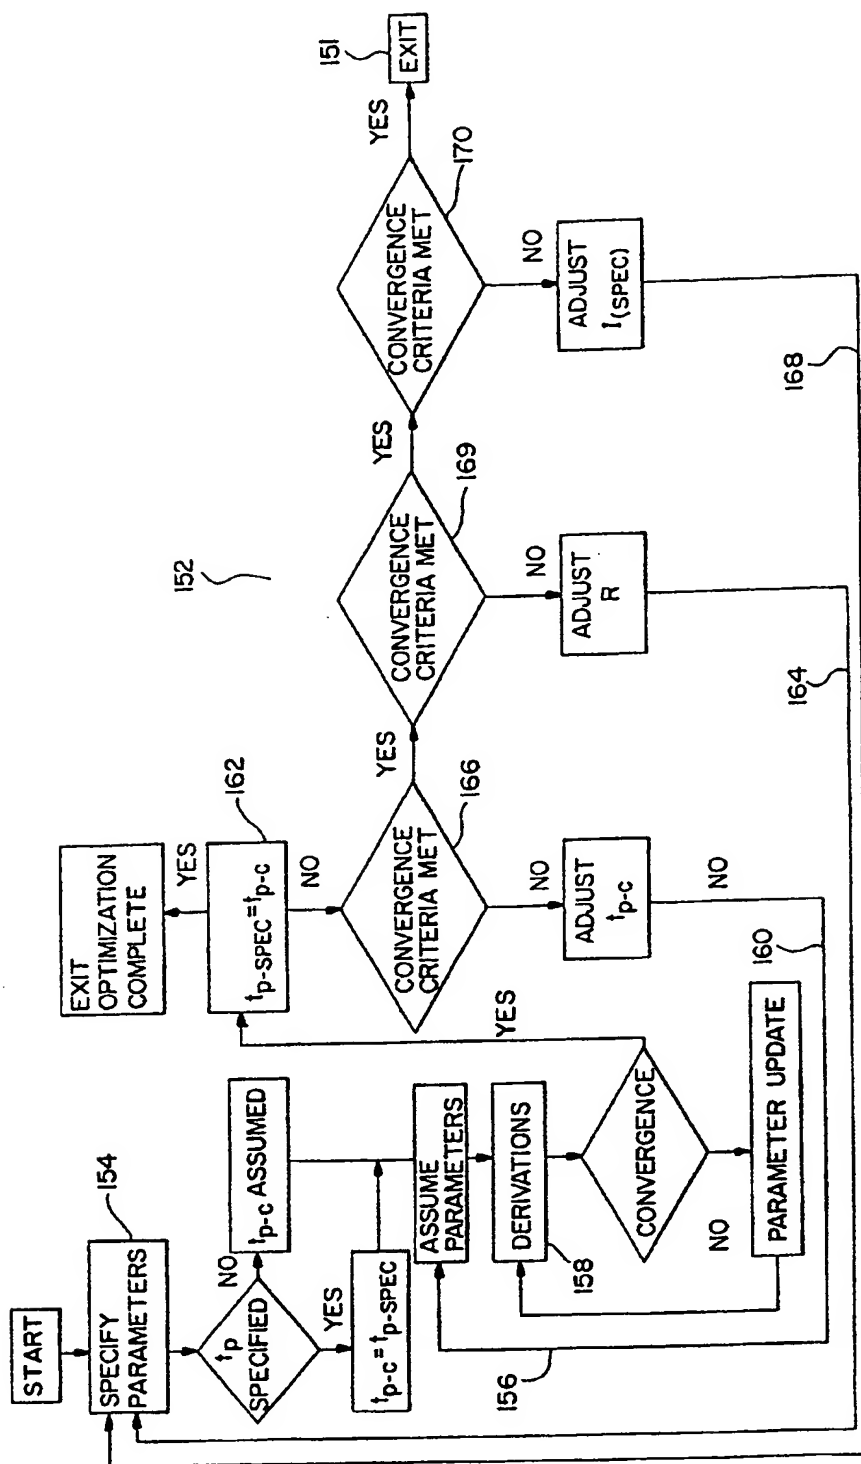 START
SPECIFY
PARAMETERS
154
tp
SPECIFIED
NO
tp-c ASSUMED
YES
tp-c = tp-SPEC
ASSUME
PARAMETERS
156
DERIVATIONS
158
CONVERGENCE
NO
PARAMETER UPDATE
YES
EXIT
OPTIMIZATION
COMPLETE
YES
tp-SPEC = tp-c
162
NO
CONVERGENCE
CRITERIA MET
166
NO
ADJUST
tp-c
NO
160
YES
152
CONVERGENCE
CRITERIA MET
169
NO
ADJUST
R
164
YES
CONVERGENCE
CRITERIA MET
170
NO
ADJUST
I(SPEC)
168
YES
EXIT
151